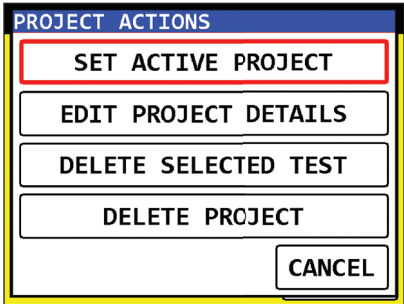 PROJECT ACTIONS
SET ACTIVE PROJECT
EDIT PROJECT DETAILS
DELETE SELECTED TEST
DELETE PROJECT
CANCEL